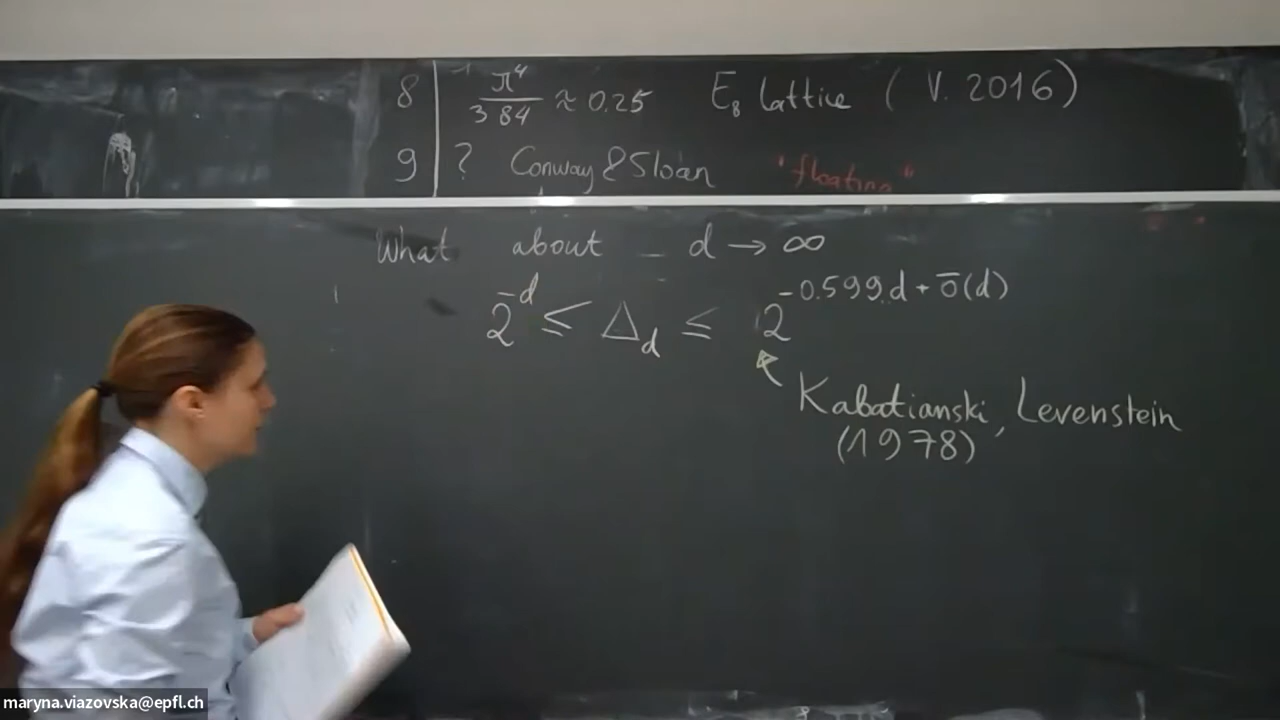 8 π⁴/384 ≈ 0.25 E₈ lattice ( V. 2016)
9 ? Conway & Sloan "floating"
What about d → ∞
2^{-d} ≤ Δ_d ≤ 2^{-0.599.d + ō(d)}
Kabatianski, Levenstein
(1978)
maryna.viazovska@epfl.ch